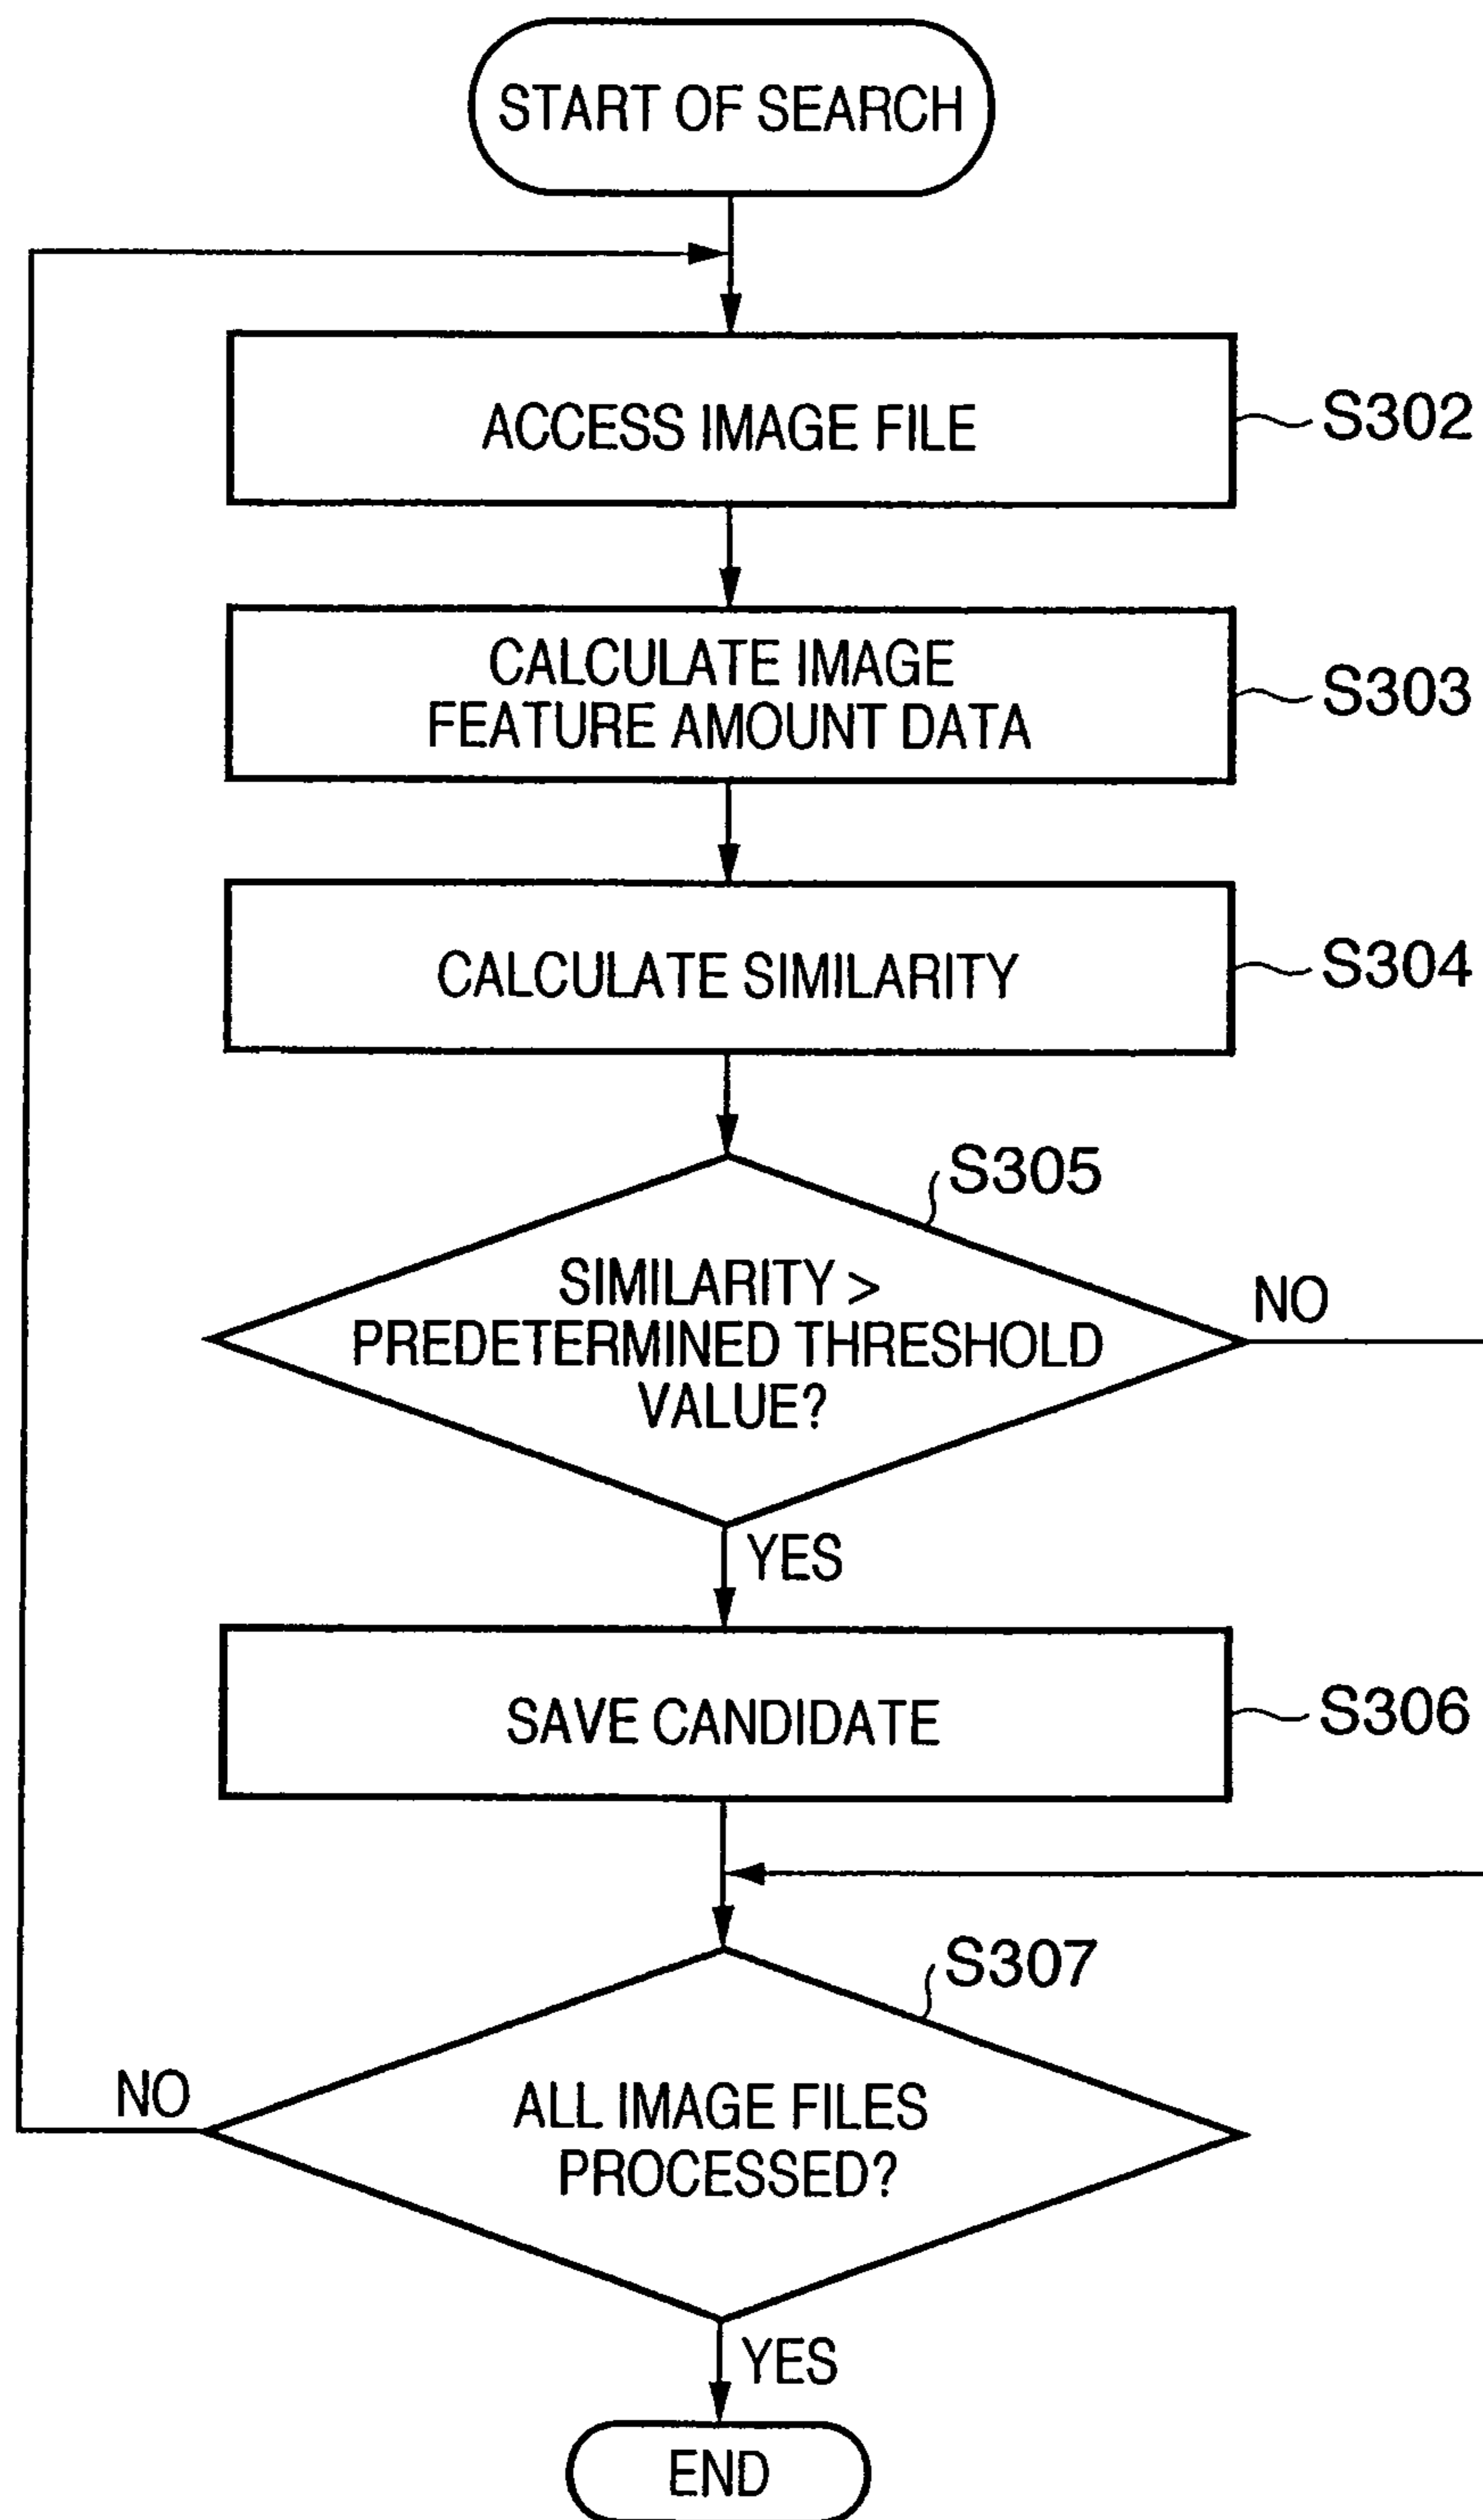 START OF SEARCH
ACCESS IMAGE FILE
S302
CALCULATE IMAGE
FEATURE AMOUNT DATA
S303
CALCULATE SIMILARITY
S304
S305
SIMILARITY >
PREDETERMINED THRESHOLD
VALUE?
NO
YES
SAVE CANDIDATE
S306
S307
ALL IMAGE FILES
PROCESSED?
NO
YES
END